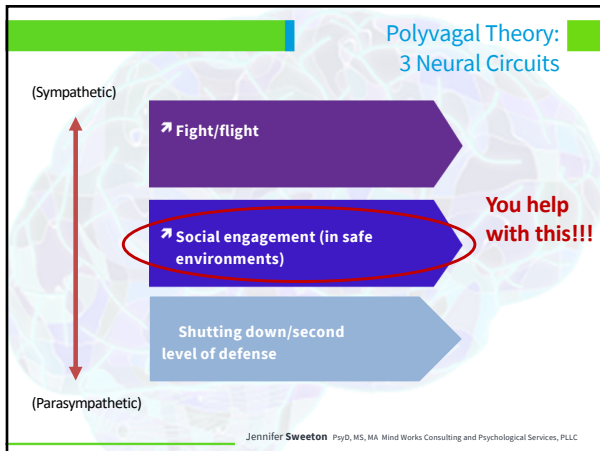 Polyvagal Theory:
3 Neural Circuits
(Sympathetic)
↗ Fight/flight
↗ Social engagement (in safe
environments)
You help
with this!!!
Shutting down/second
level of defense
(Parasympathetic)
Jennifer Sweeton PsyD, MS, MA Mind Works Consulting and Psychological Services, PLLC